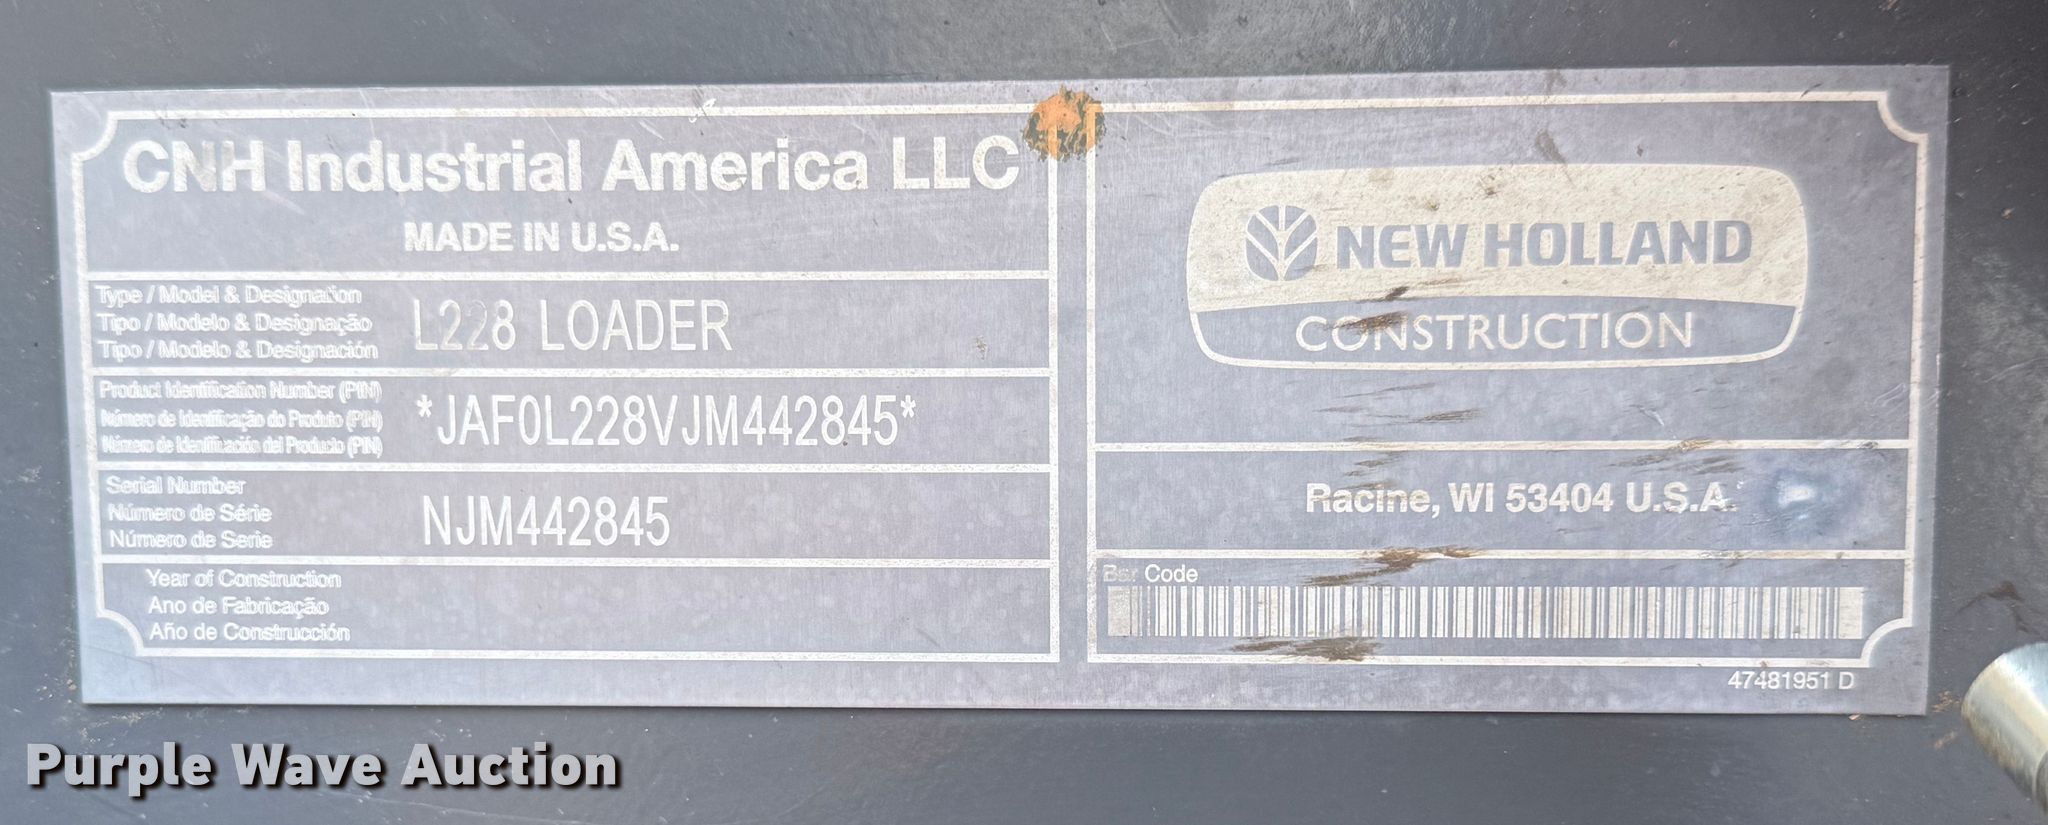 CNH Industrial America LLC
MADE IN U.S.A.
Type / Model & Designation
Tipo / Modelo & Designação
Tipo / Modelo & Designación
L228 LOADER
Product Identification Number (PIN)
Número de Identificação do Produto (PIN)
Número de Identificación del Producto (PIN)
*JAF0L228VJM442845*
Serial Number
Número de Série
Número de Serie
NJM442845
Year of Construction
Ano de Fabricação
Año de Construcción
NEW HOLLAND
CONSTRUCTION
Racine, WI 53404 U.S.A.
Bar Code
47481951 D
Purple Wave Auction